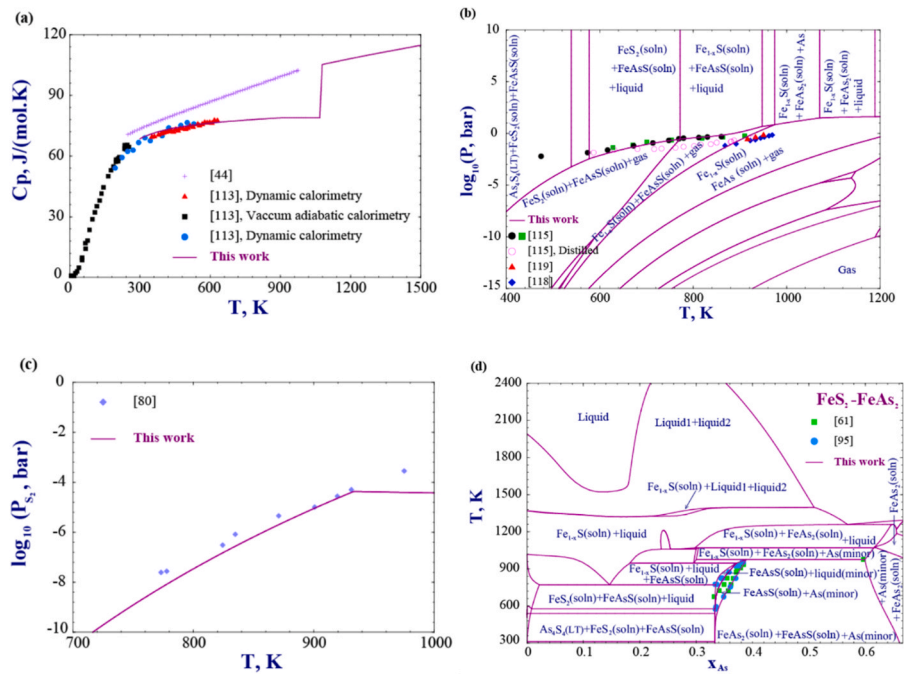 (a)
120
90
60
30
0
0 300 600 900 1200 1500
Cp, J/(mol.K)
T, K
[44]
[113], Dynamic calorimetry
[113], Vaccum adiabatic calorimetry
[113], Dynamic calorimetry
This work
(b)
10
5
0
-5
-10
-15
400 600 800 1000 1200
log₁₀(P, bar)
T, K
As₄S₄(LT)+FeS₂(soln)+FeAsS(soln)
FeS₂(soln)
+FeAsS(soln)
+liquid
Fe₁₋ₓS(soln)
+FeAsS(soln)
+liquid
Fe₁₋ₓS(soln)
+FeAs₂(soln)+As
Fe₁₋ₓS(soln)
+FeAs₂(soln)
+liquid
FeS₂(soln)+FeAsS(soln)+gas
Fe₁₋ₓS(soln)+FeAsS(soln)+gas
Fe₁₋ₓS(soln)
FeAs (soln)+gas
Gas
This work
[115]
[115], Distilled
[119]
[118]
(c)
0
-2
-4
-6
-8
-10
700 800 900 1000
log₁₀ (P_S₂, bar)
T, K
[80]
This work
(d)
2400
2100
1800
1500
1200
900
600
300
0 0.1 0.2 0.3 0.4 0.5 0.6 0.7
T, K
x_As
FeS₂-FeAs₂
[61]
[95]
This work
Liquid
Liquid1+liquid2
Fe₁₋ₓS(soln)+Liquid1+liquid2
Fe₁₋ₓS(soln)+liquid
Fe₁₋ₓS(soln)+FeAs₂(soln)
+liquid
Fe₁₋ₓS(soln)+FeAs₂(soln)+As(minor)
Fe₁₋ₓS(soln)+liquid
+FeAsS(soln)
FeAsS(soln)+liquid(minor)
FeAsS(soln)+As(minor)
FeS₂(soln)+FeAsS(soln)+liquid
As₄S₄(LT)+FeS₂(soln)+FeAsS(soln)
FeAs₂(soln)+FeAsS(soln)+As(minor)
+FeAs₂(soln)
+As(minor)
+FeAs₂(soln)